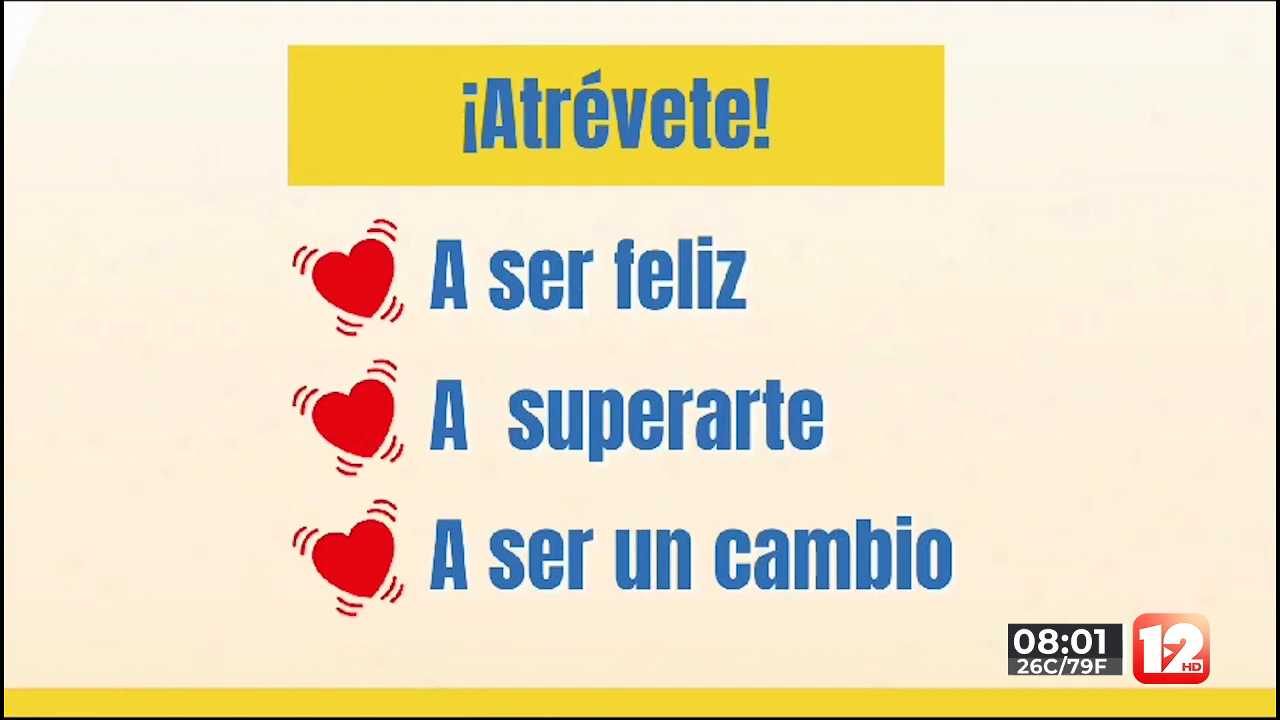 ¡Atrévete!
A ser feliz
A superarte
A ser un cambio
08:01
26C/79F
12
HD